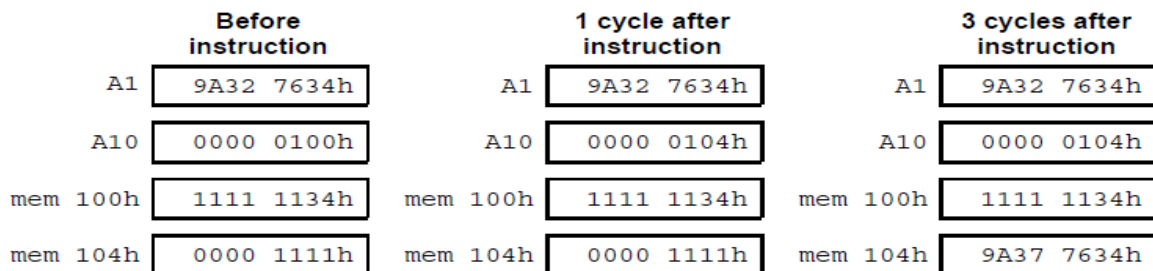 Before instruction 1 cycle after instruction 3 cycles after instruction
A1 9A32 7634h A1 9A32 7634h A1 9A32 7634h
A10 0000 0100h A10 0000 0104h A10 0000 0104h
mem 100h 1111 1134h mem 100h 1111 1134h mem 100h 1111 1134h
mem 104h 0000 1111h mem 104h 0000 1111h mem 104h 9A37 7634h